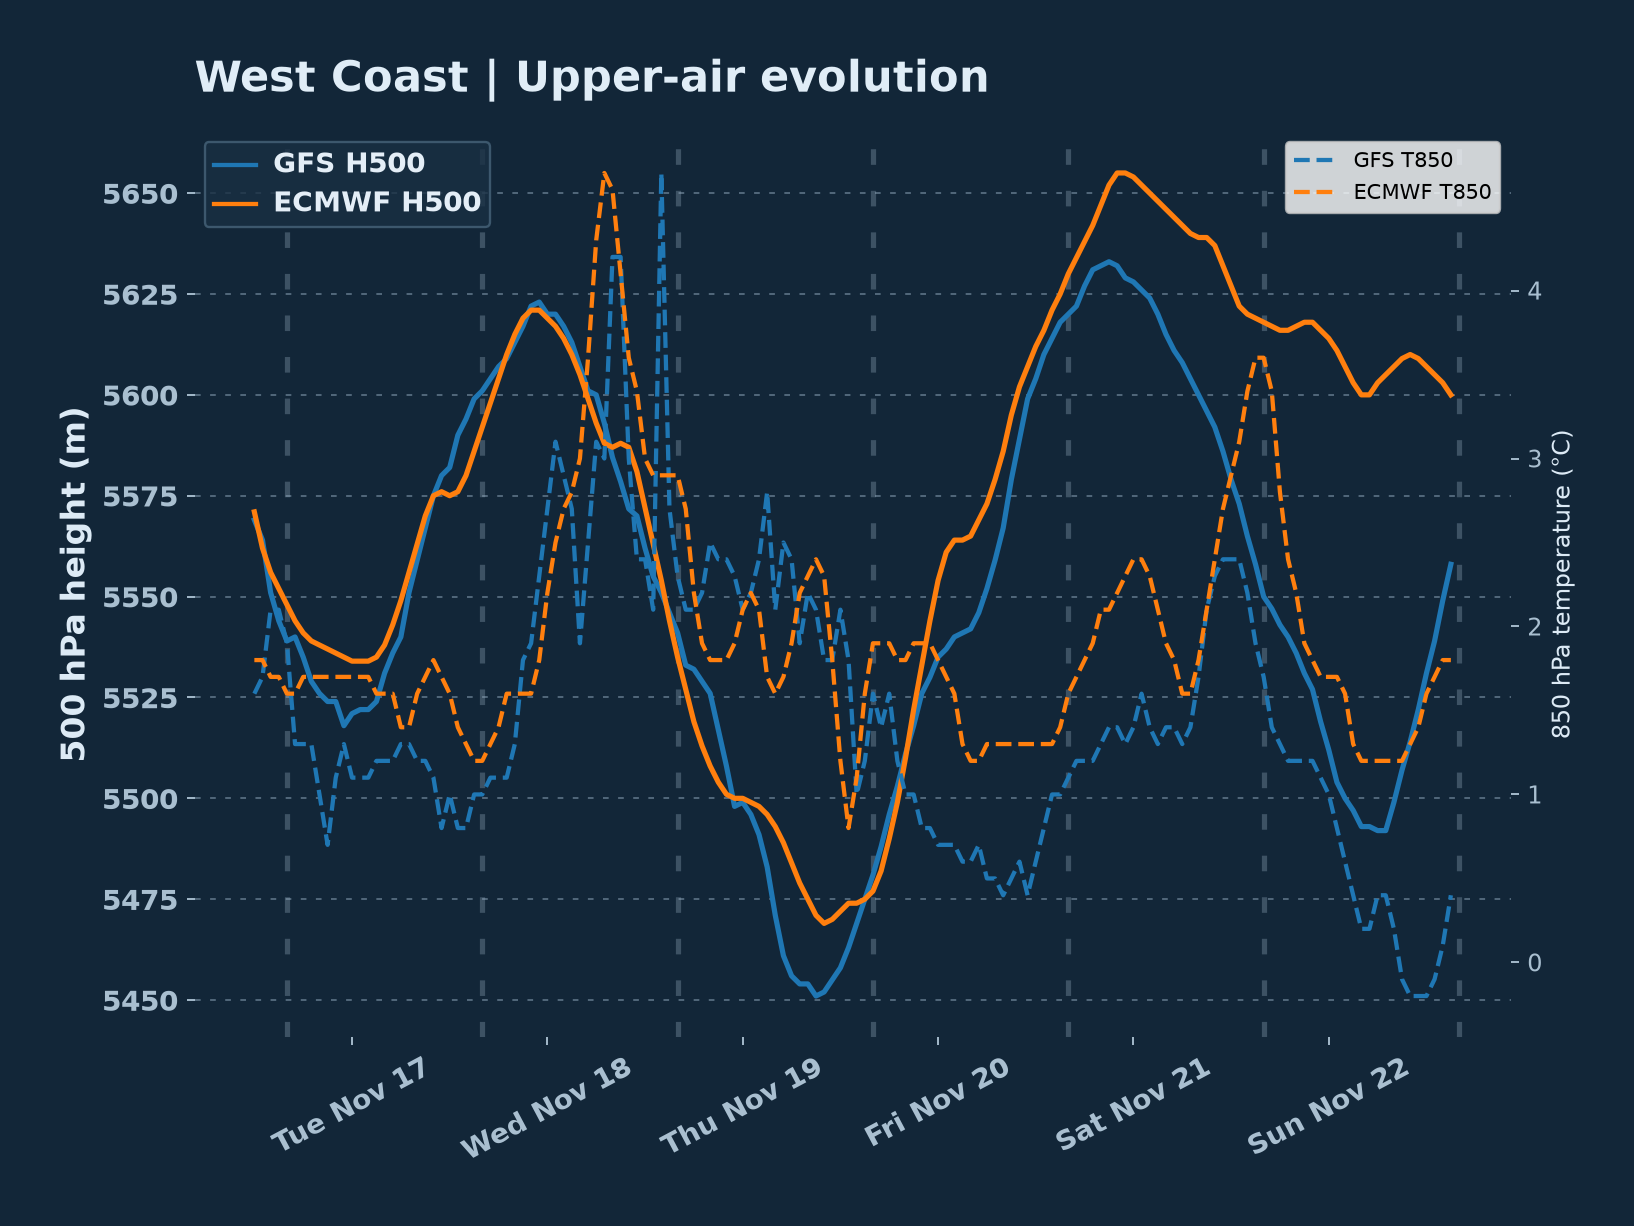 West Coast | Upper-air evolution
GFS H500
ECMWF H500
GFS T850
ECMWF T850
5650
5625
5600
5575
5550
5525
5500
5475
5450
500 hPa height (m)
4
3
2
1
0
850 hPa temperature (°C)
Tue Nov 17
Wed Nov 18
Thu Nov 19
Fri Nov 20
Sat Nov 21
Sun Nov 22